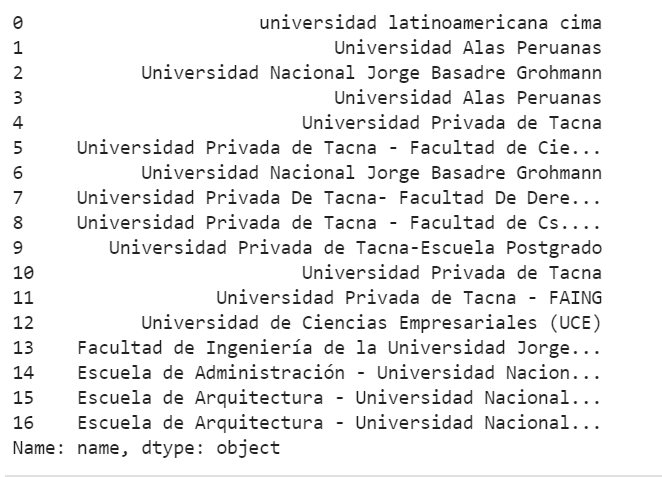 0 universidad latinoamericana cima
1 Universidad Alas Peruanas
2 Universidad Nacional Jorge Basadre Grohmann
3 Universidad Alas Peruanas
4 Universidad Privada de Tacna
5 Universidad Privada de Tacna - Facultad de Cie...
6 Universidad Nacional Jorge Basadre Grohmann
7 Universidad Privada De Tacna- Facultad De Dere...
8 Universidad Privada de Tacna - Facultad de Cs....
9 Universidad Privada de Tacna-Escuela Postgrado
10 Universidad Privada de Tacna
11 Universidad Privada de Tacna - FAING
12 Universidad de Ciencias Empresariales (UCE)
13 Facultad de Ingeniería de la Universidad Jorge...
14 Escuela de Administración - Universidad Nacion...
15 Escuela de Arquitectura - Universidad Nacional...
16 Escuela de Arquitectura - Universidad Nacional...
Name: name, dtype: object